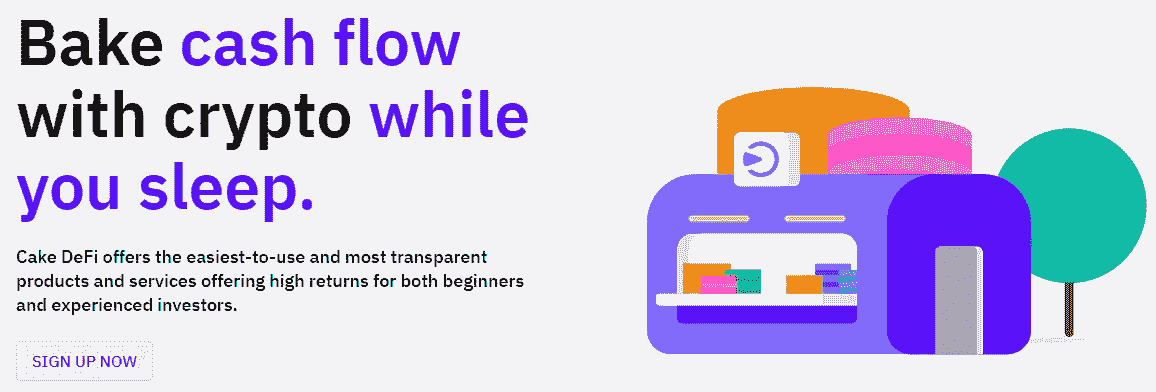 Bake cash flow
with crypto while
you sleep.
Cake DeFi offers the easiest-to-use and most transparent
products and services offering high returns for both beginners
and experienced investors.
SIGN UP NOW